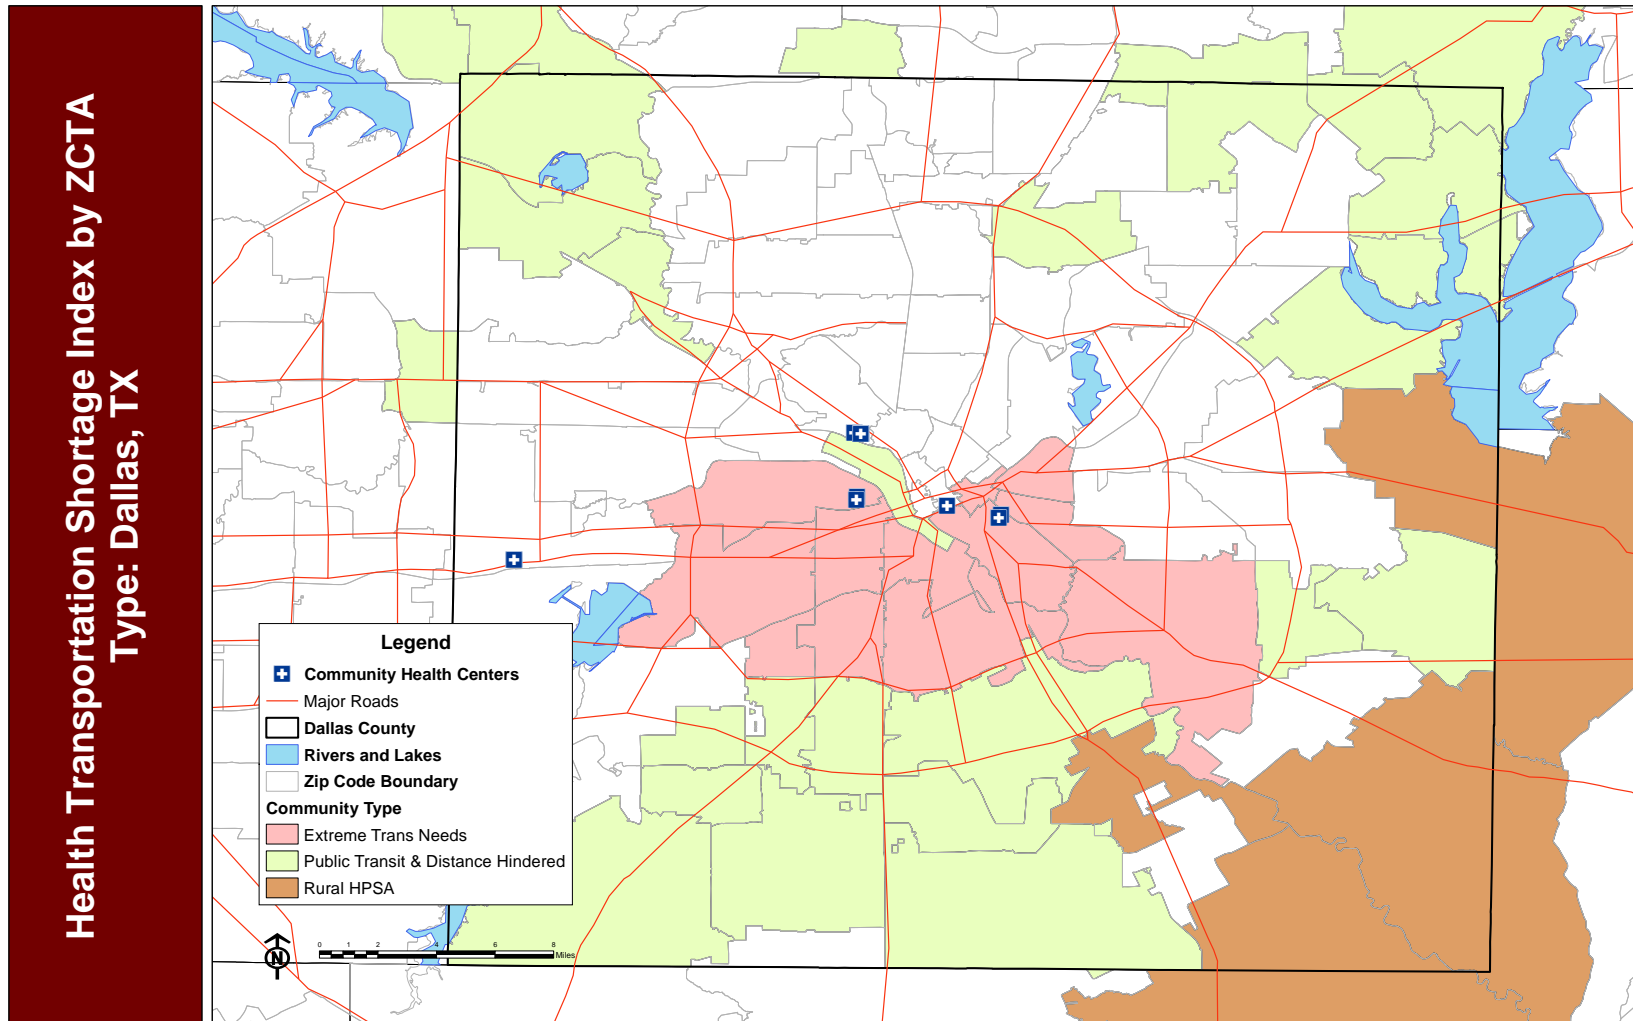 Health Transportation Shortage Index by ZCTA
Type: Dallas, TX
Legend
Community Health Centers
Major Roads
Dallas County
Rivers and Lakes
Zip Code Boundary
Community Type
Extreme Trans Needs
Public Transit & Distance Hindered
Rural HPSA
N
0 1 2 4 6 8
Miles